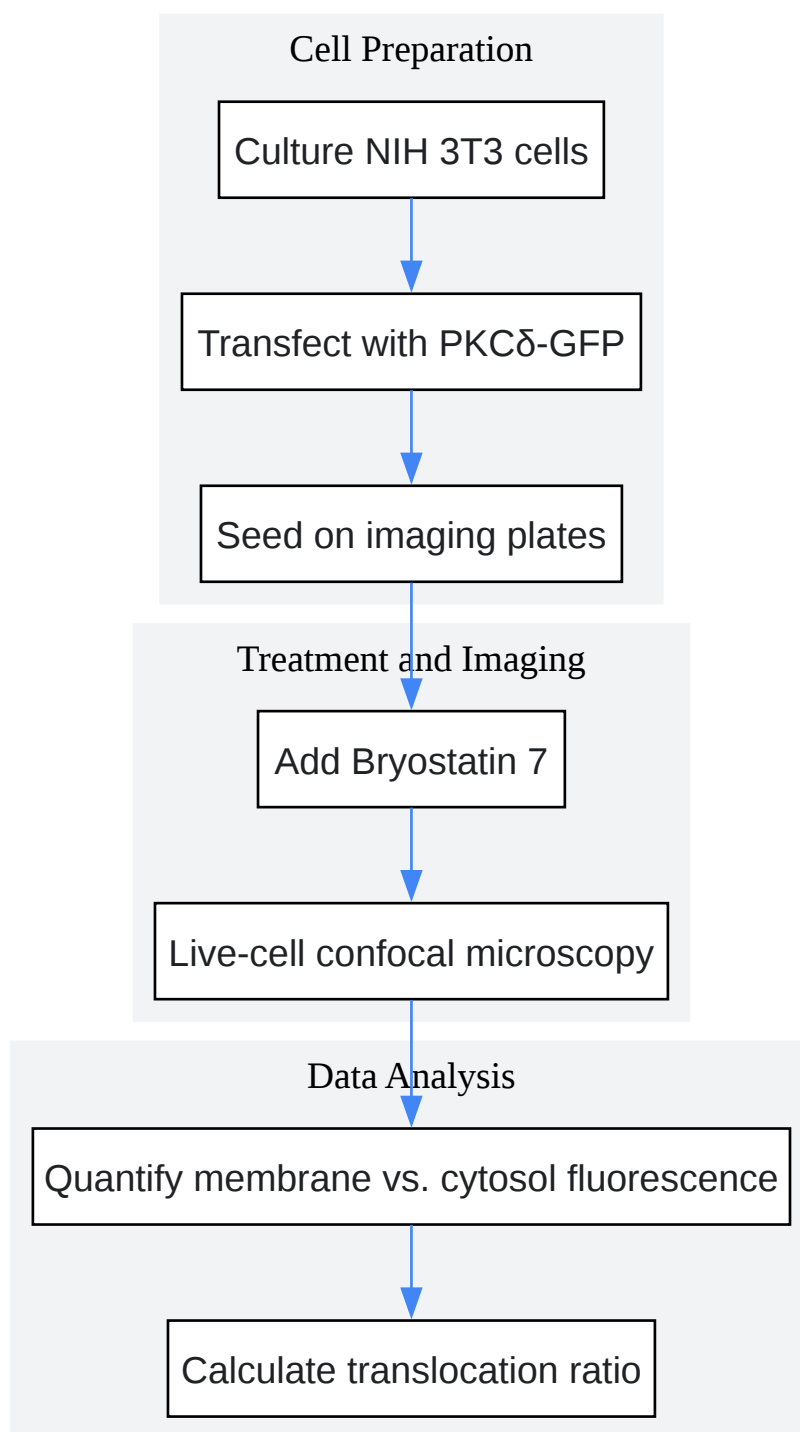 Cell Preparation
Culture NIH 3T3 cells
Transfect with PKCδ-GFP
Seed on imaging plates
Treatment and Imaging
Add Bryostatin 7
Live-cell confocal microscopy
Data Analysis
Quantify membrane vs. cytosol fluorescence
Calculate translocation ratio